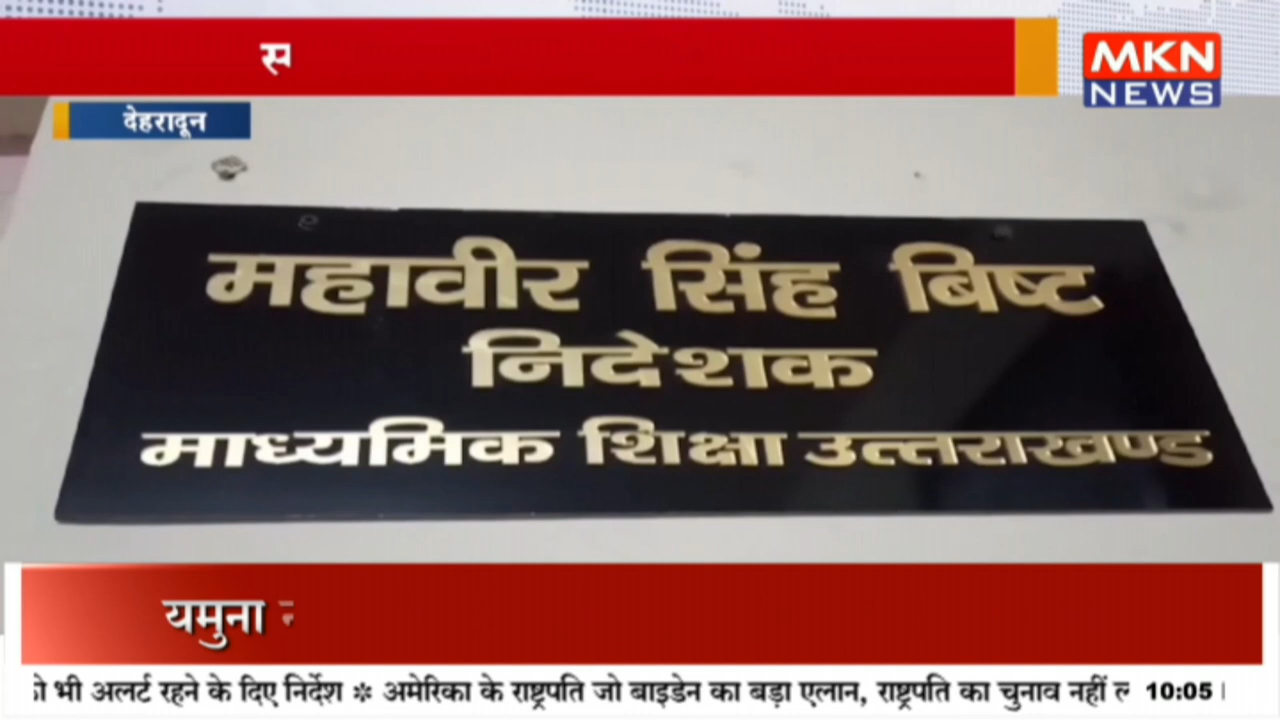 MKN
NEWS
देहरादून
महावीर सिंह बिष्ट
निदेशक
माध्यमिक शिक्षा उत्तराखण्ड
यमुना
भी अलर्ट रहने के दिए निर्देश * अमेरिका के राष्ट्रपति जो बाइडेन का बड़ा एलान, राष्ट्रपति का चुनाव नहीं 10:05